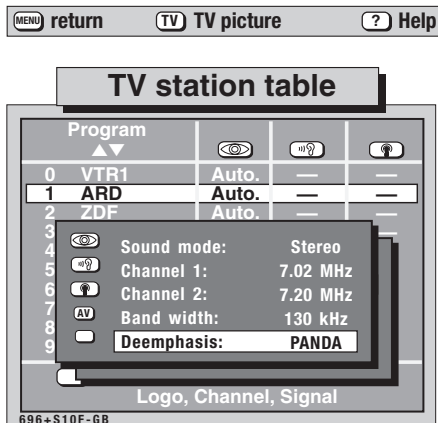 MENU return TV TV picture ? Help
TV station table
Program
0 VTR1 Auto. — —
1 ARD Auto. — —
2 ZDF Auto. — —
3
4 Sound mode: Stereo
5 Channel 1: 7.02 MHz
6 Channel 2: 7.20 MHz
7 AV Band width: 130 kHz
8
9 Deemphasis: PANDA
Logo, Channel, Signal
696+S10E-GB